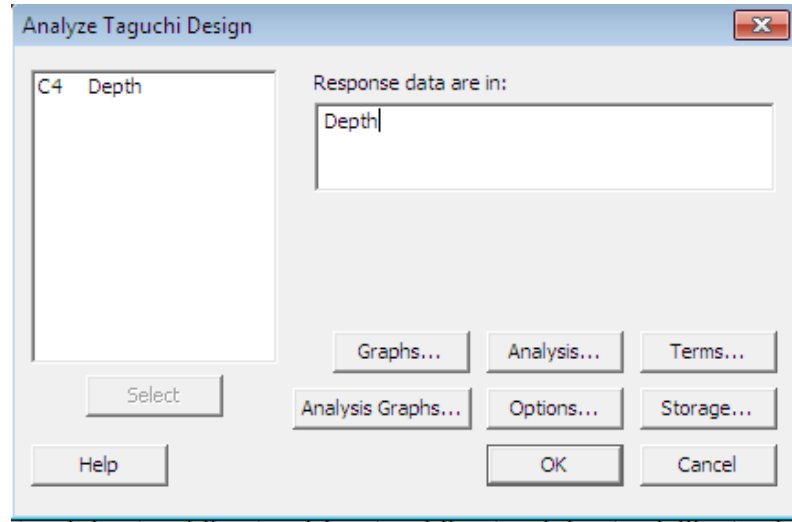 Analyze Taguchi Design
C4 Depth
Response data are in:
Depth
Graphs... Analysis... Terms...
Select
Analysis Graphs... Options... Storage...
Help OK Cancel